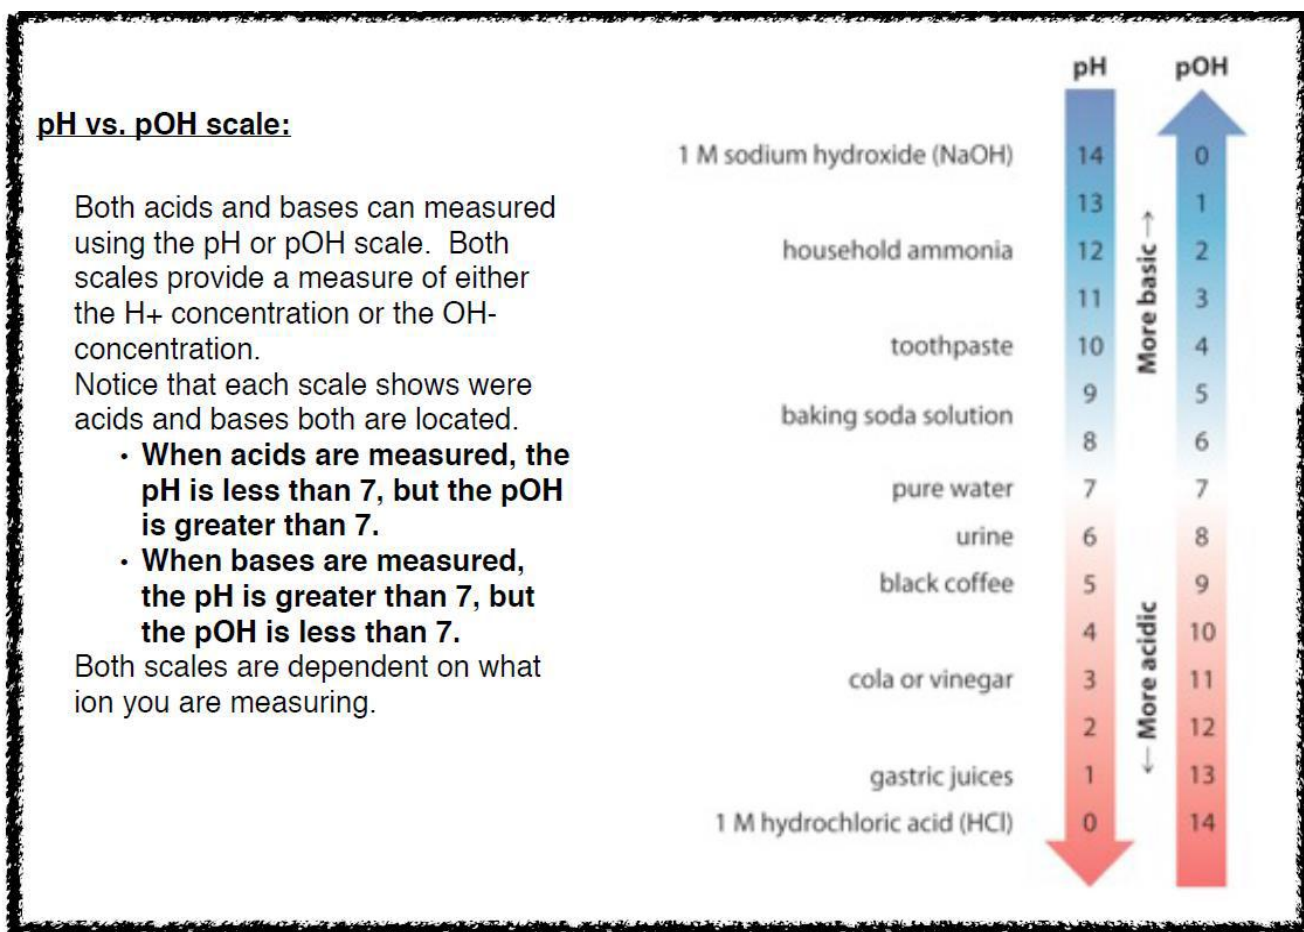 pH vs. pOH scale:
Both acids and bases can measured
using the pH or pOH scale.  Both
scales provide a measure of either
the H+ concentration or the OH-
concentration.
Notice that each scale shows were
acids and bases both are located.
• When acids are measured, the
pH is less than 7, but the pOH
is greater than 7.
• When bases are measured,
the pH is greater than 7, but
the pOH is less than 7.
Both scales are dependent on what
ion you are measuring.
pH pOH
1 M sodium hydroxide (NaOH) 14 0
13 1
household ammonia 12 2
11 3
toothpaste 10 4
9 5
baking soda solution
8 6
pure water 7 7
urine 6 8
black coffee 5 9
4 10
cola or vinegar 3 11
2 12
gastric juices 1 13
1 M hydrochloric acid (HCl) 0 14
More basic →
← More acidic